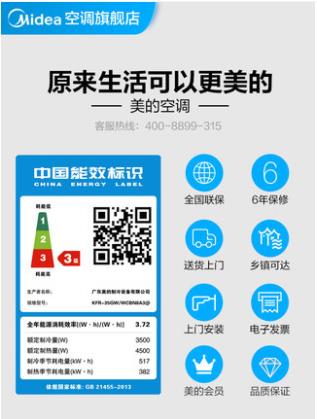 Midea 空调旗舰店
原来生活可以更美的
美的空调
客服热线：400-8899-315
中国能效标识
CHINA ENERGY LABEL
耗能低
1
2
3
3级
耗能高
生产者名称：
广东美的制冷设备有限公司
规格型号：
KFR-35GW/WCBN8A3@
全年能源消耗效率[(W·h)/(W·h)] 3.72
额定制冷量(W) 3500
额定制热量(W) 4500
制冷季节耗电量(kW·h) 517
制热季节耗电量(kW·h) 382
依据国家标准：GB 21455-2013
全国联保
6
6年保修
送货上门
乡镇可达
上门安装
电子发票
美的会员
品质保证